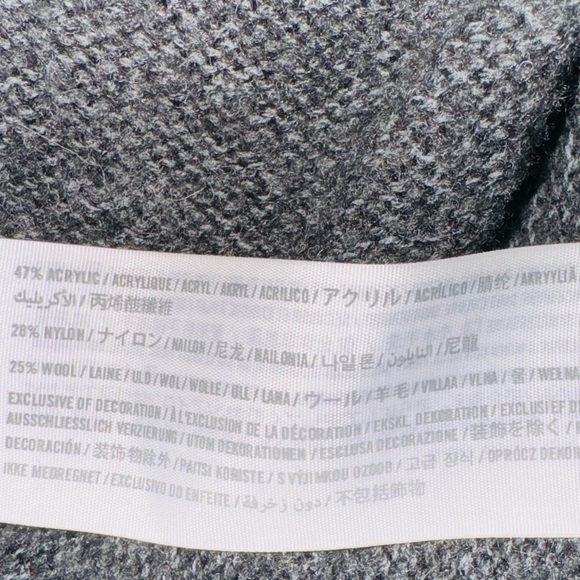 47% ACRYLIC / ACRYLIQUE / ACRYL / AKRYL / ACRILICO / アクリル / ACRÍLICO / 腈纶 / AKRYYLIÄ
الأكريليك / 丙烯酸纖維
28% NYLON / ナイロン / NAILON / 尼龙 / NAILONIA / 나일론 / النايلون / 尼龍
25% WOOL / LAINE / ULD / WOL / WOLLE / ULL / LANA / ウール / 羊毛 / VILLAA / VLNA / 울 / WEŁNA
EXCLUSIVE OF DECORATION / À L'EXCLUSION DE LA DÉCORATION / EKSKL. DEKORATION / EXCLUSIEF
AUSSCHLIESSLICH VERZIERUNG / UTOM DEKORATIONEN / ESCLUSA DECORAZIONE / 装飾を除く /
DECORACIÓN / 装饰物除外 / PAITSI KORISTE / S VÝJIMKOU OZDOB / 고급 장식 / OPRÓCZ
IKKE MEDREGNET / EXCLUSIVO DO ENFEITE / دون زخرفة / 不包括飾物